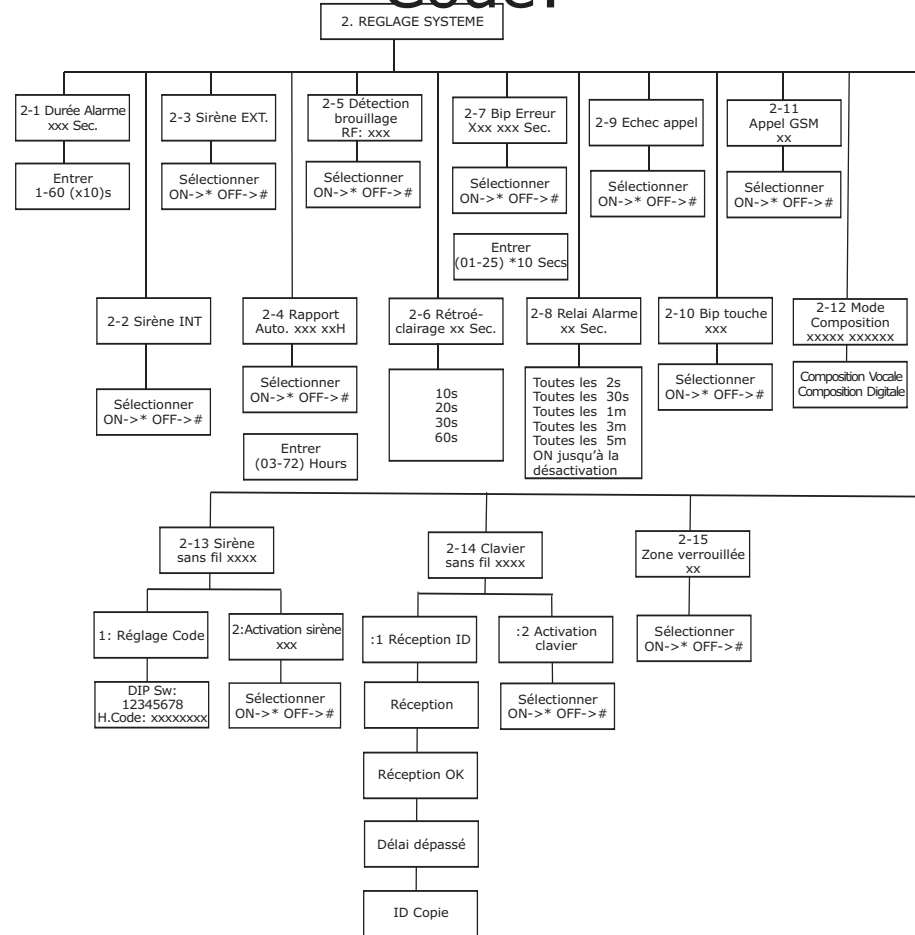 2. REGLAGE SYSTEME
2-1 Durée Alarme
xxx Sec.
Entrer
1-60 (x10)s
2-3 Sirène EXT.
Sélectionner
ON->* OFF->#
2-5 Détection
brouillage
RF: xxx
Sélectionner
ON->* OFF->#
2-7 Bip Erreur
Xxx xxx Sec.
Sélectionner
ON->* OFF->#
Entrer
(01-25) *10 Secs
2-9 Echec appel
Sélectionner
ON->* OFF->#
2-11
Appel GSM
xx
Sélectionner
ON->* OFF->#
2-2 Sirène INT
Sélectionner
ON->* OFF->#
2-4 Rapport
Auto. xxx xxH
Sélectionner
ON->* OFF->#
Entrer
(03-72) Hours
2-6 Rétroé-
clairage xx Sec.
10s
20s
30s
60s
2-8 Relai Alarme
xx Sec.
Toutes les 2s
Toutes les 30s
Toutes les 1m
Toutes les 3m
Toutes les 5m
ON jusqu'à la
désactivation
2-10 Bip touche
xxx
Sélectionner
ON->* OFF->#
2-12 Mode
Composition
xxxxx xxxxxx
Composition Vocale
Composition Digitale
2-13 Sirène
sans fil xxxx
1: Réglage Code
DIP Sw:
12345678
H.Code: xxxxxxxx
2:Activation sirène
xxx
Sélectionner
ON->* OFF->#
2-14 Clavier
sans fil xxxx
:1 Réception ID
Réception
Réception OK
Délai dépassé
ID Copie
:2 Activation
clavier
Sélectionner
ON->* OFF->#
2-15
Zone verrouillée
xx
Sélectionner
ON->* OFF->#